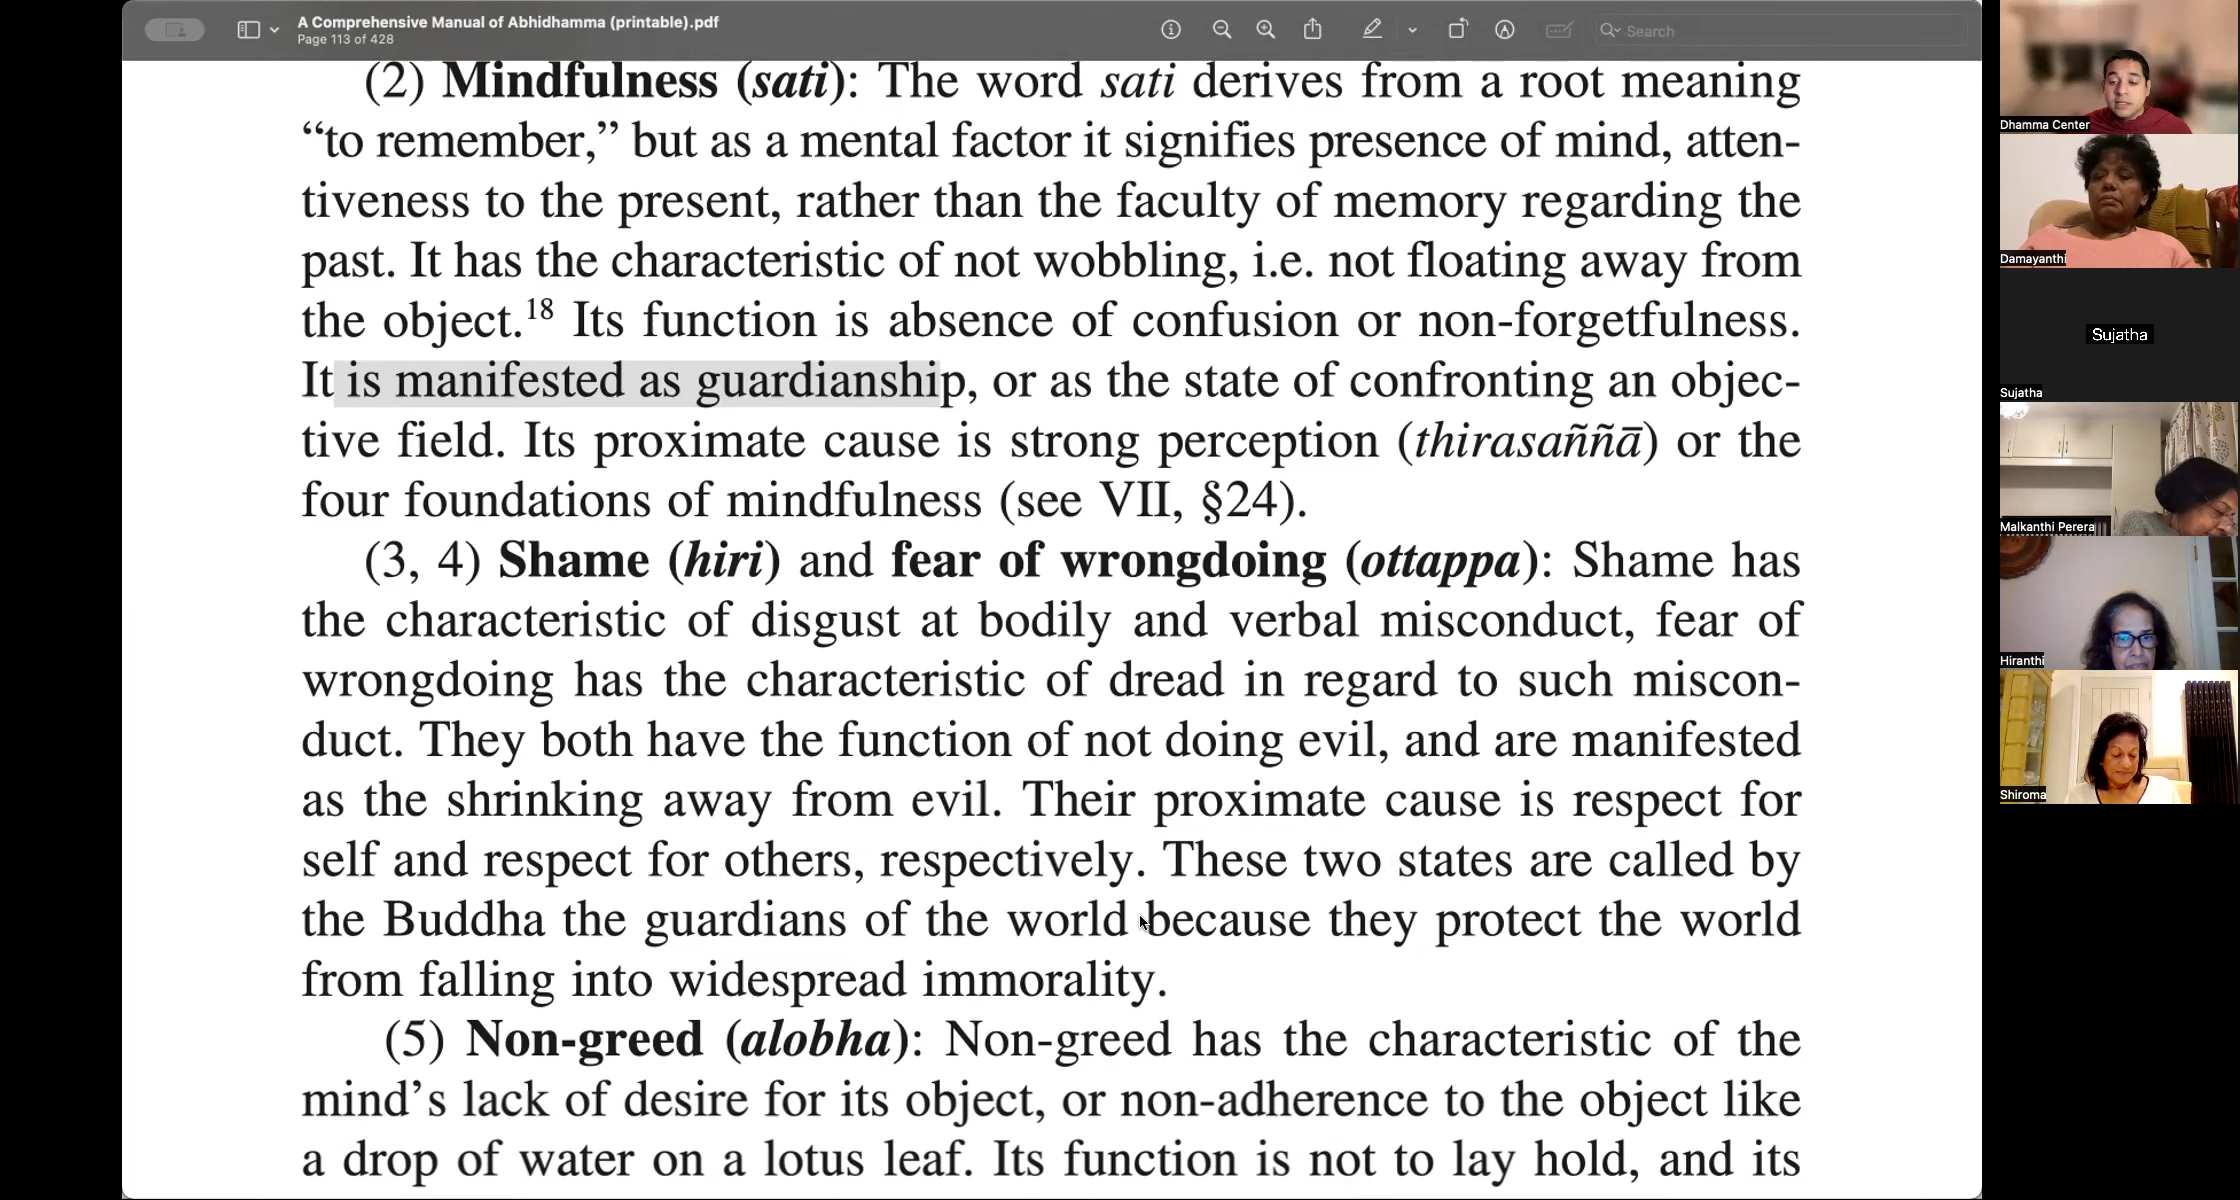 A Comprehensive Manual of Abhidhamma (printable).pdf
Page 113 of 428
Search
(2) Mindfulness (sati): The word sati derives from a root meaning
“to remember,” but as a mental factor it signifies presence of mind, atten-
tiveness to the present, rather than the faculty of memory regarding the
past. It has the characteristic of not wobbling, i.e. not floating away from
the object.18 Its function is absence of confusion or non-forgetfulness.
It is manifested as guardianship, or as the state of confronting an objec-
tive field. Its proximate cause is strong perception (thirasaññā) or the
four foundations of mindfulness (see VII, §24).
(3, 4) Shame (hiri) and fear of wrongdoing (ottappa): Shame has
the characteristic of disgust at bodily and verbal misconduct, fear of
wrongdoing has the characteristic of dread in regard to such miscon-
duct. They both have the function of not doing evil, and are manifested
as the shrinking away from evil. Their proximate cause is respect for
self and respect for others, respectively. These two states are called by
the Buddha the guardians of the world because they protect the world
from falling into widespread immorality.
(5) Non-greed (alobha): Non-greed has the characteristic of the
mind’s lack of desire for its object, or non-adherence to the object like
a drop of water on a lotus leaf. Its function is not to lay hold, and its
Dhamma Center
Damayanthi
Sujatha
Sujatha
Malkanthi Perera
Hiranthi
Shiroma